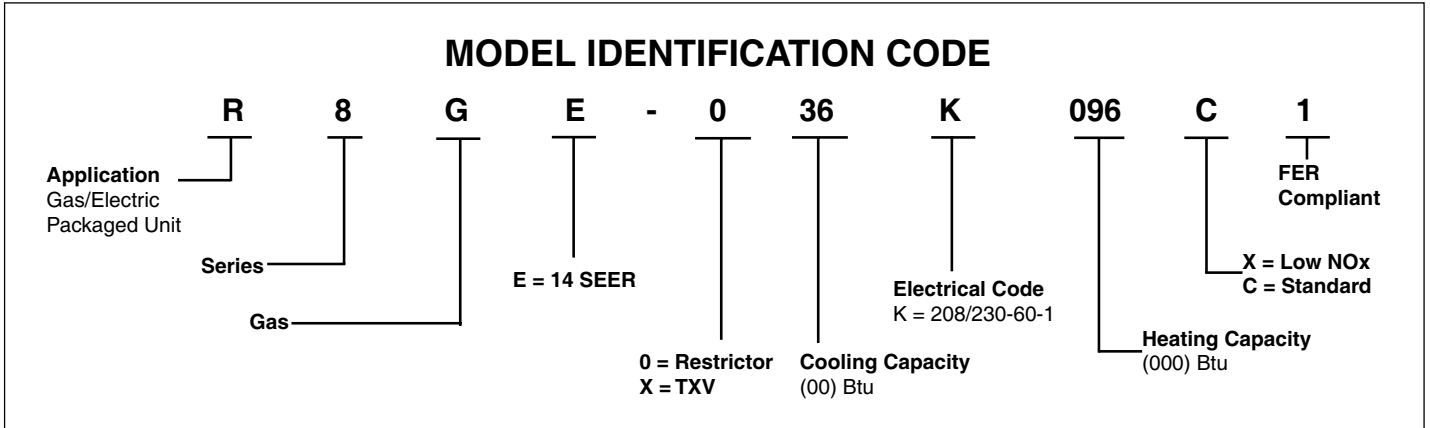 MODEL IDENTIFICATION CODE
R 8 G E - 0 36 K 096 C 1
Application
Gas/Electric
Packaged Unit
Series
Gas
E = 14 SEER
0 = Restrictor
X = TXV
Cooling Capacity
(00) Btu
Electrical Code
K = 208/230-60-1
Heating Capacity
(000) Btu
X = Low NOx
C = Standard
FER
Compliant